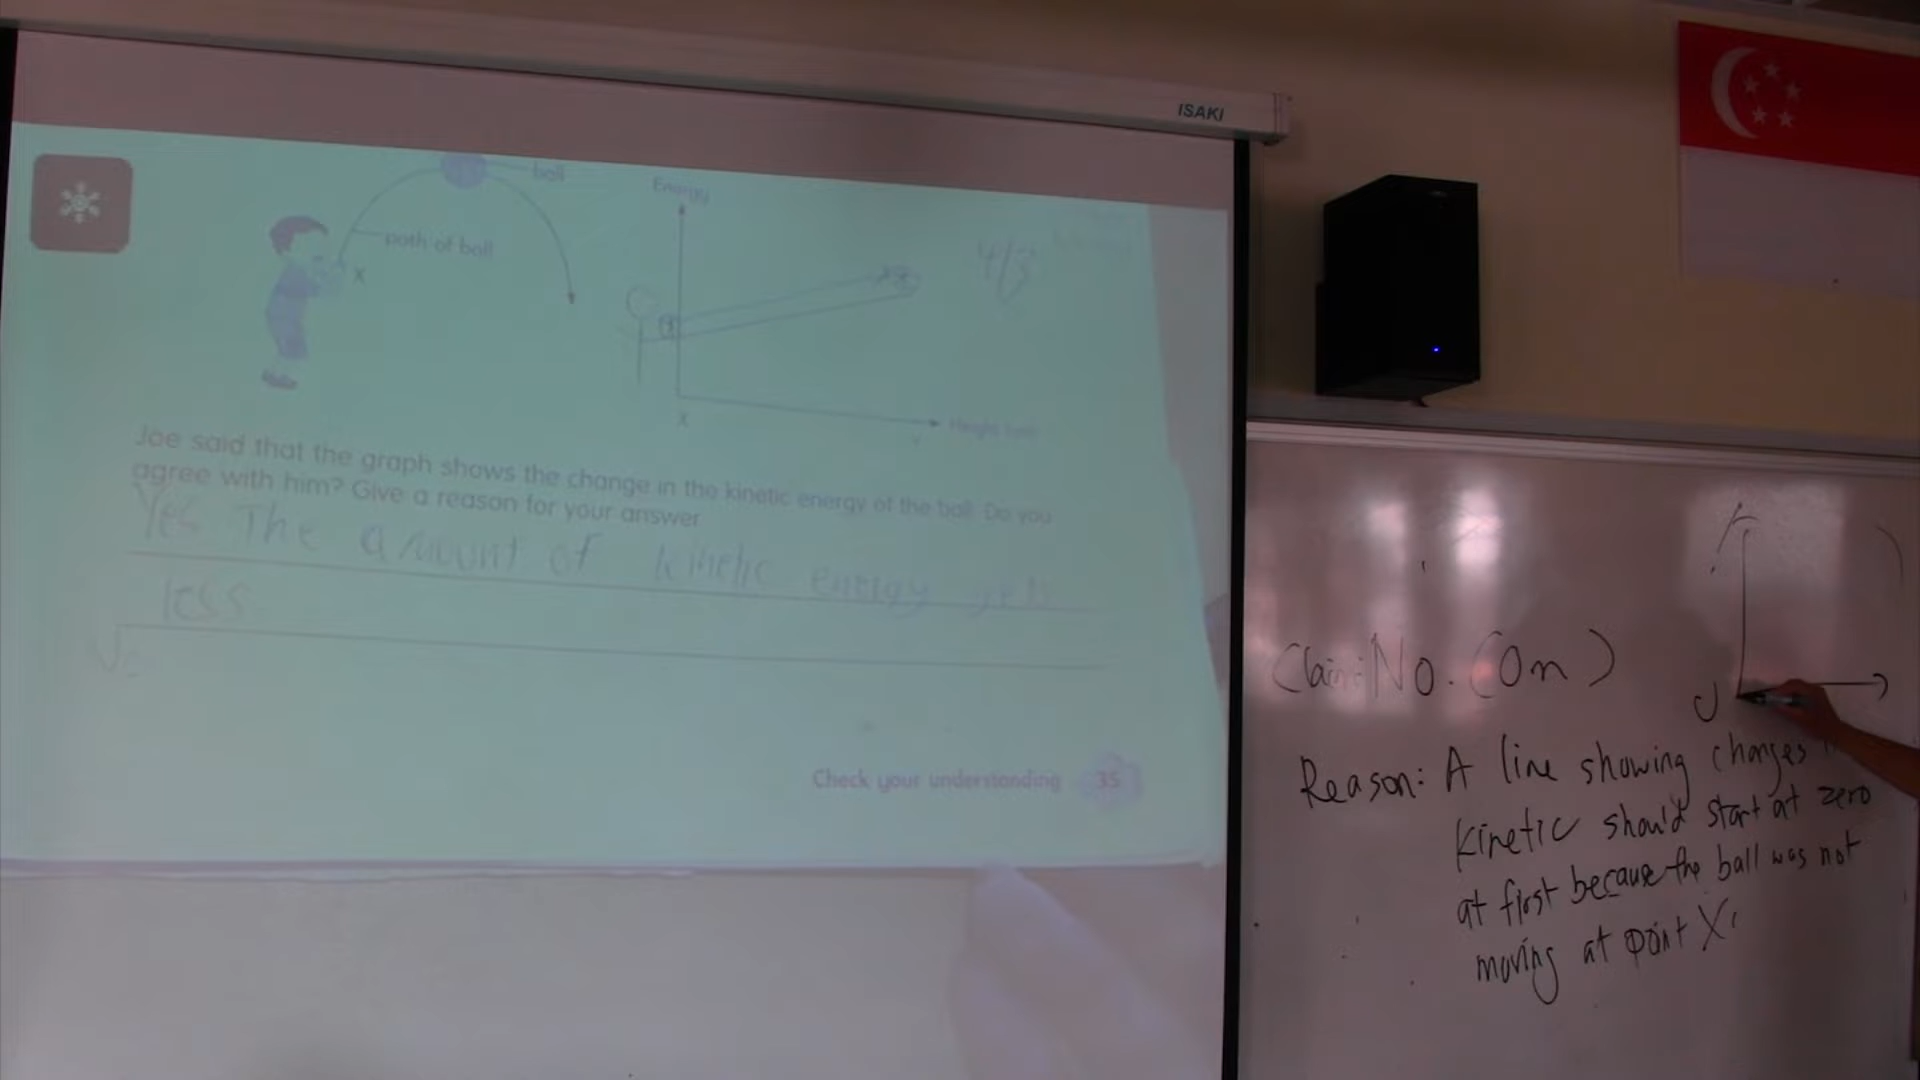 ISAKI
ball
Energy
path of ball
X
4/3
X
Joe said that the graph shows the change in the kinetic energy of the ball. Do you
agree with him? Give a reason for your answer.
Yes The amount of kinetic energy gets
less
Check your understanding 35
Claim: No. (0m)
Reason: A line showing changes
kinetic should start at zero
at first because the ball was not
moving at point X